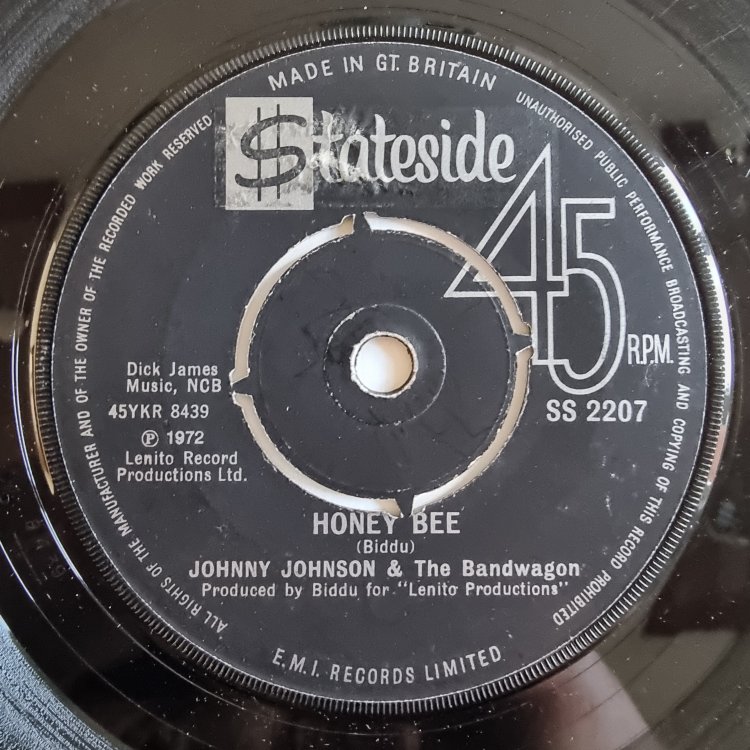 MADE IN GT. BRITAIN
UNAUTHORISED PUBLIC PERFORMANCE BROADCASTING AND COPYING OF THIS RECORD PROHIBITED
ALL RIGHTS OF THE MANUFACTURER AND OF THE OWNER OF THE RECORDED WORK RESERVED
$tateside
45
R.P.M.
SS 2207
Dick James
Music, NCB
45YKR 8439
℗ 1972
Lenito Record
Productions Ltd.
HONEY BEE
(Biddu)
JOHNNY JOHNSON & The Bandwagon
Produced by Biddu for "Lenito Productions"
E.M.I. RECORDS LIMITED